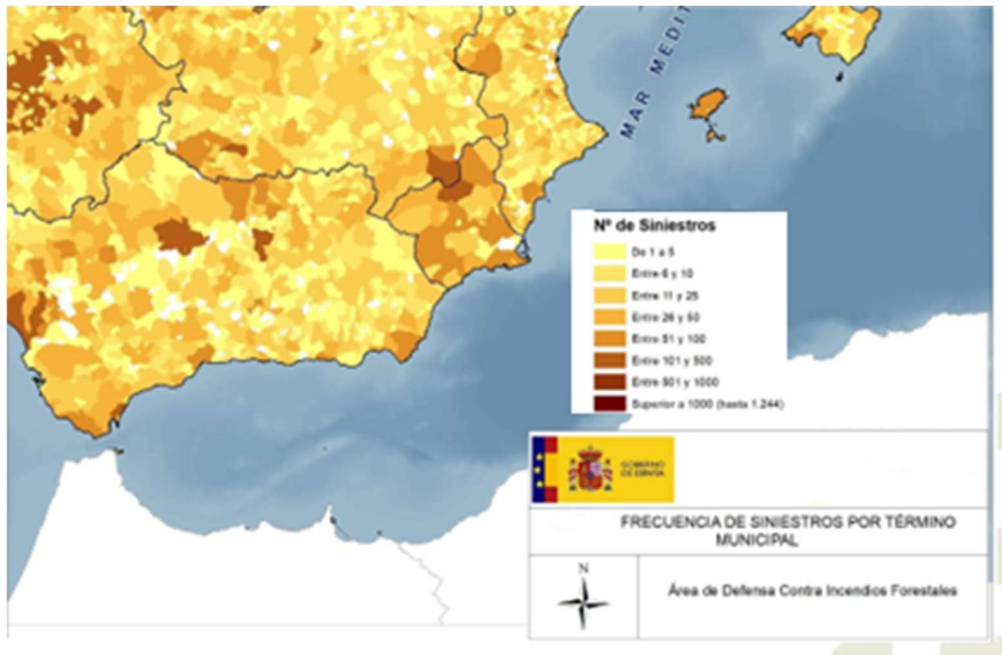 MAR MEDIT
Nº de Siniestros
De 1 a 5
Entre 6 y 10
Entre 11 y 25
Entre 26 y 50
Entre 51 y 100
Entre 101 y 500
Entre 501 y 1000
Superior a 1000 (hasta 1.244)
GOBIERNO
DE ESPAÑA
FRECUENCIA DE SINIESTROS POR TÉRMINO
MUNICIPAL
N
Área de Defensa Contra Incendios Forestales